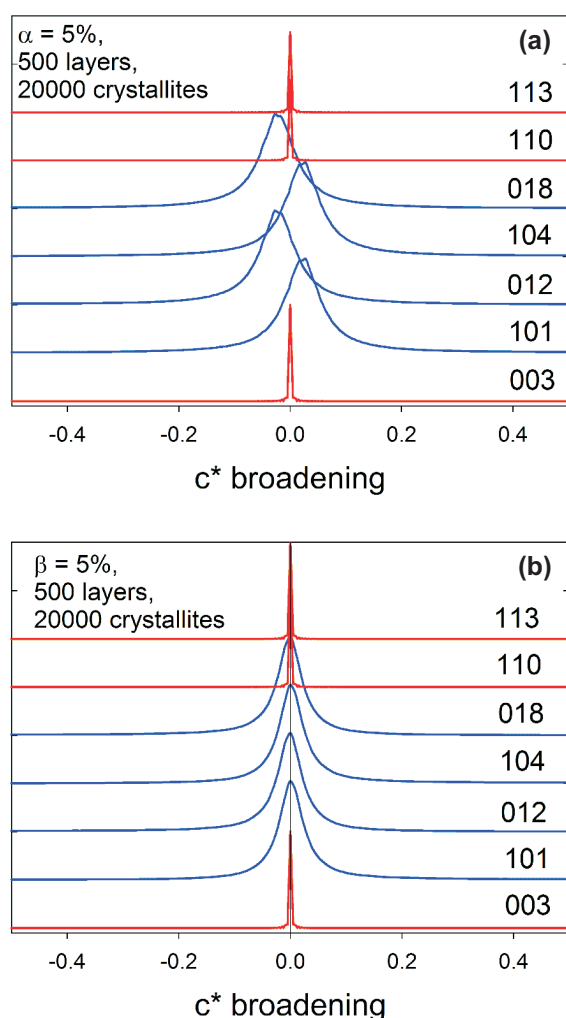 α = 5%,
500 layers,
20000 crystallites
(a)
113
110
018
104
012
101
003
-0.4
-0.2
0.0
0.2
0.4
c* broadening
β = 5%,
500 layers,
20000 crystallites
(b)
113
110
018
104
012
101
003
-0.4
-0.2
0.0
0.2
0.4
c* broadening